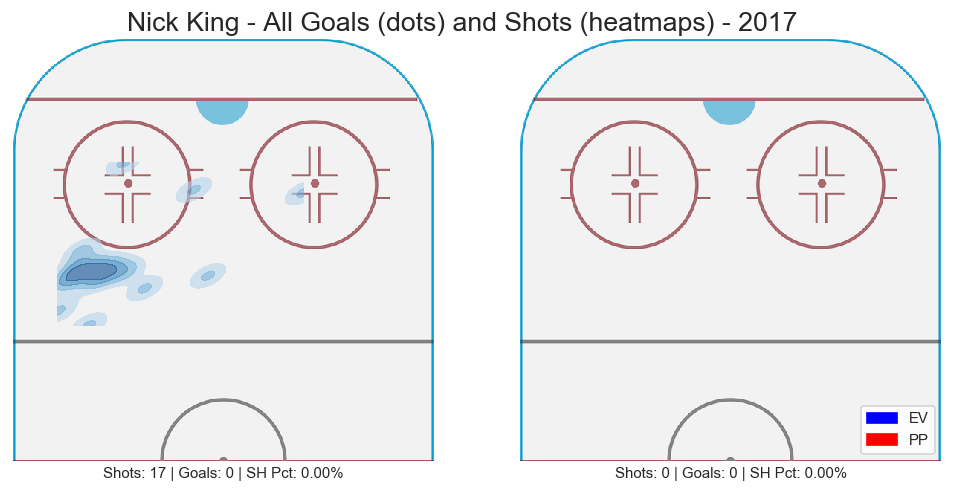 Nick King - All Goals (dots) and Shots (heatmaps) - 2017
EV
PP
Shots: 17 | Goals: 0 | SH Pct: 0.00%
Shots: 0 | Goals: 0 | SH Pct: 0.00%